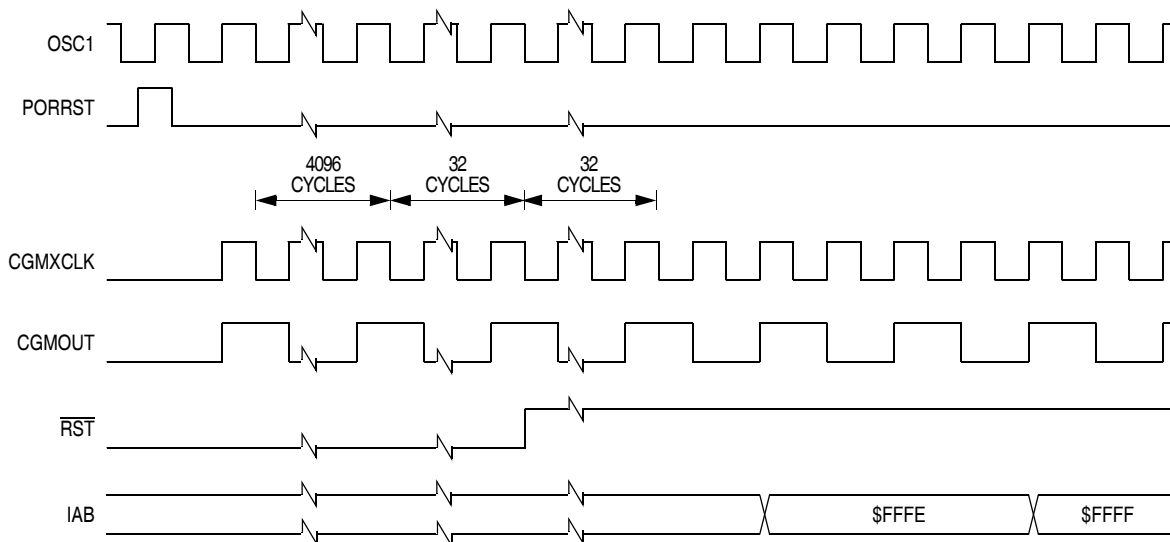 OSC1
PORRST
4096
CYCLES
32
CYCLES
32
CYCLES
CGMXCLK
CGMOUT
RST
IAB
$FFFE
$FFFF